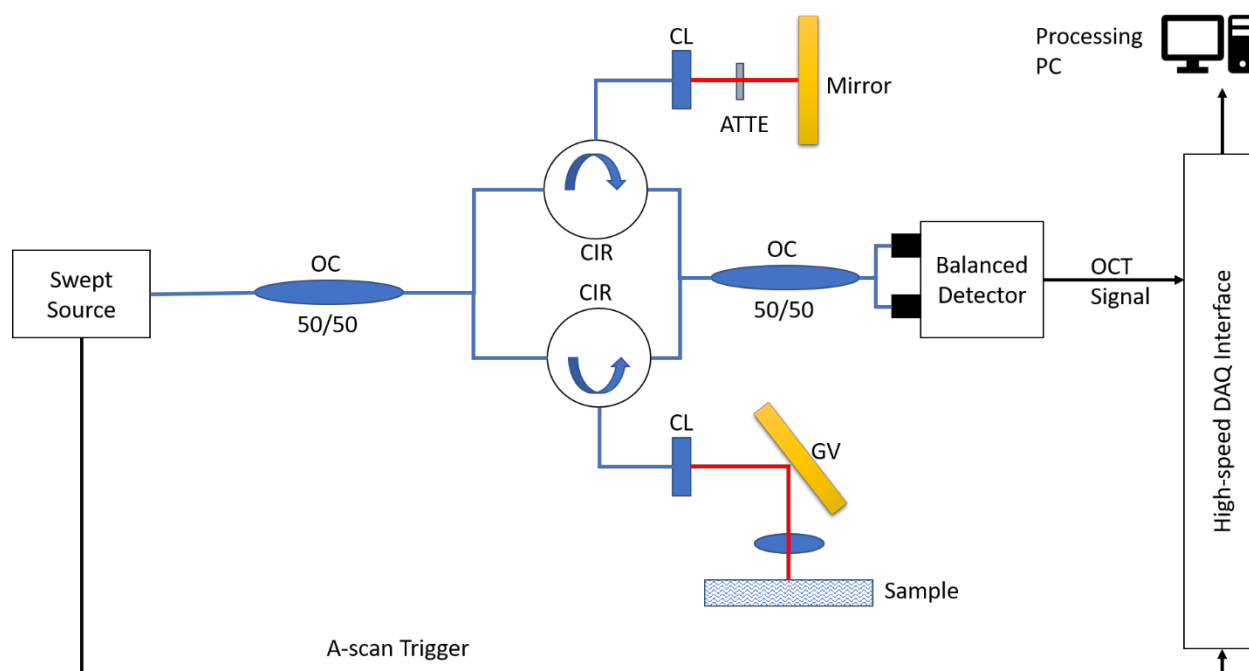 CL
Processing
PC
Mirror
ATTE
CIR
OC
50/50
Swept
Source
CIR
OC
50/50
Balanced
Detector
OCT
Signal
High-speed DAQ Interface
CL
GV
Sample
A-scan Trigger